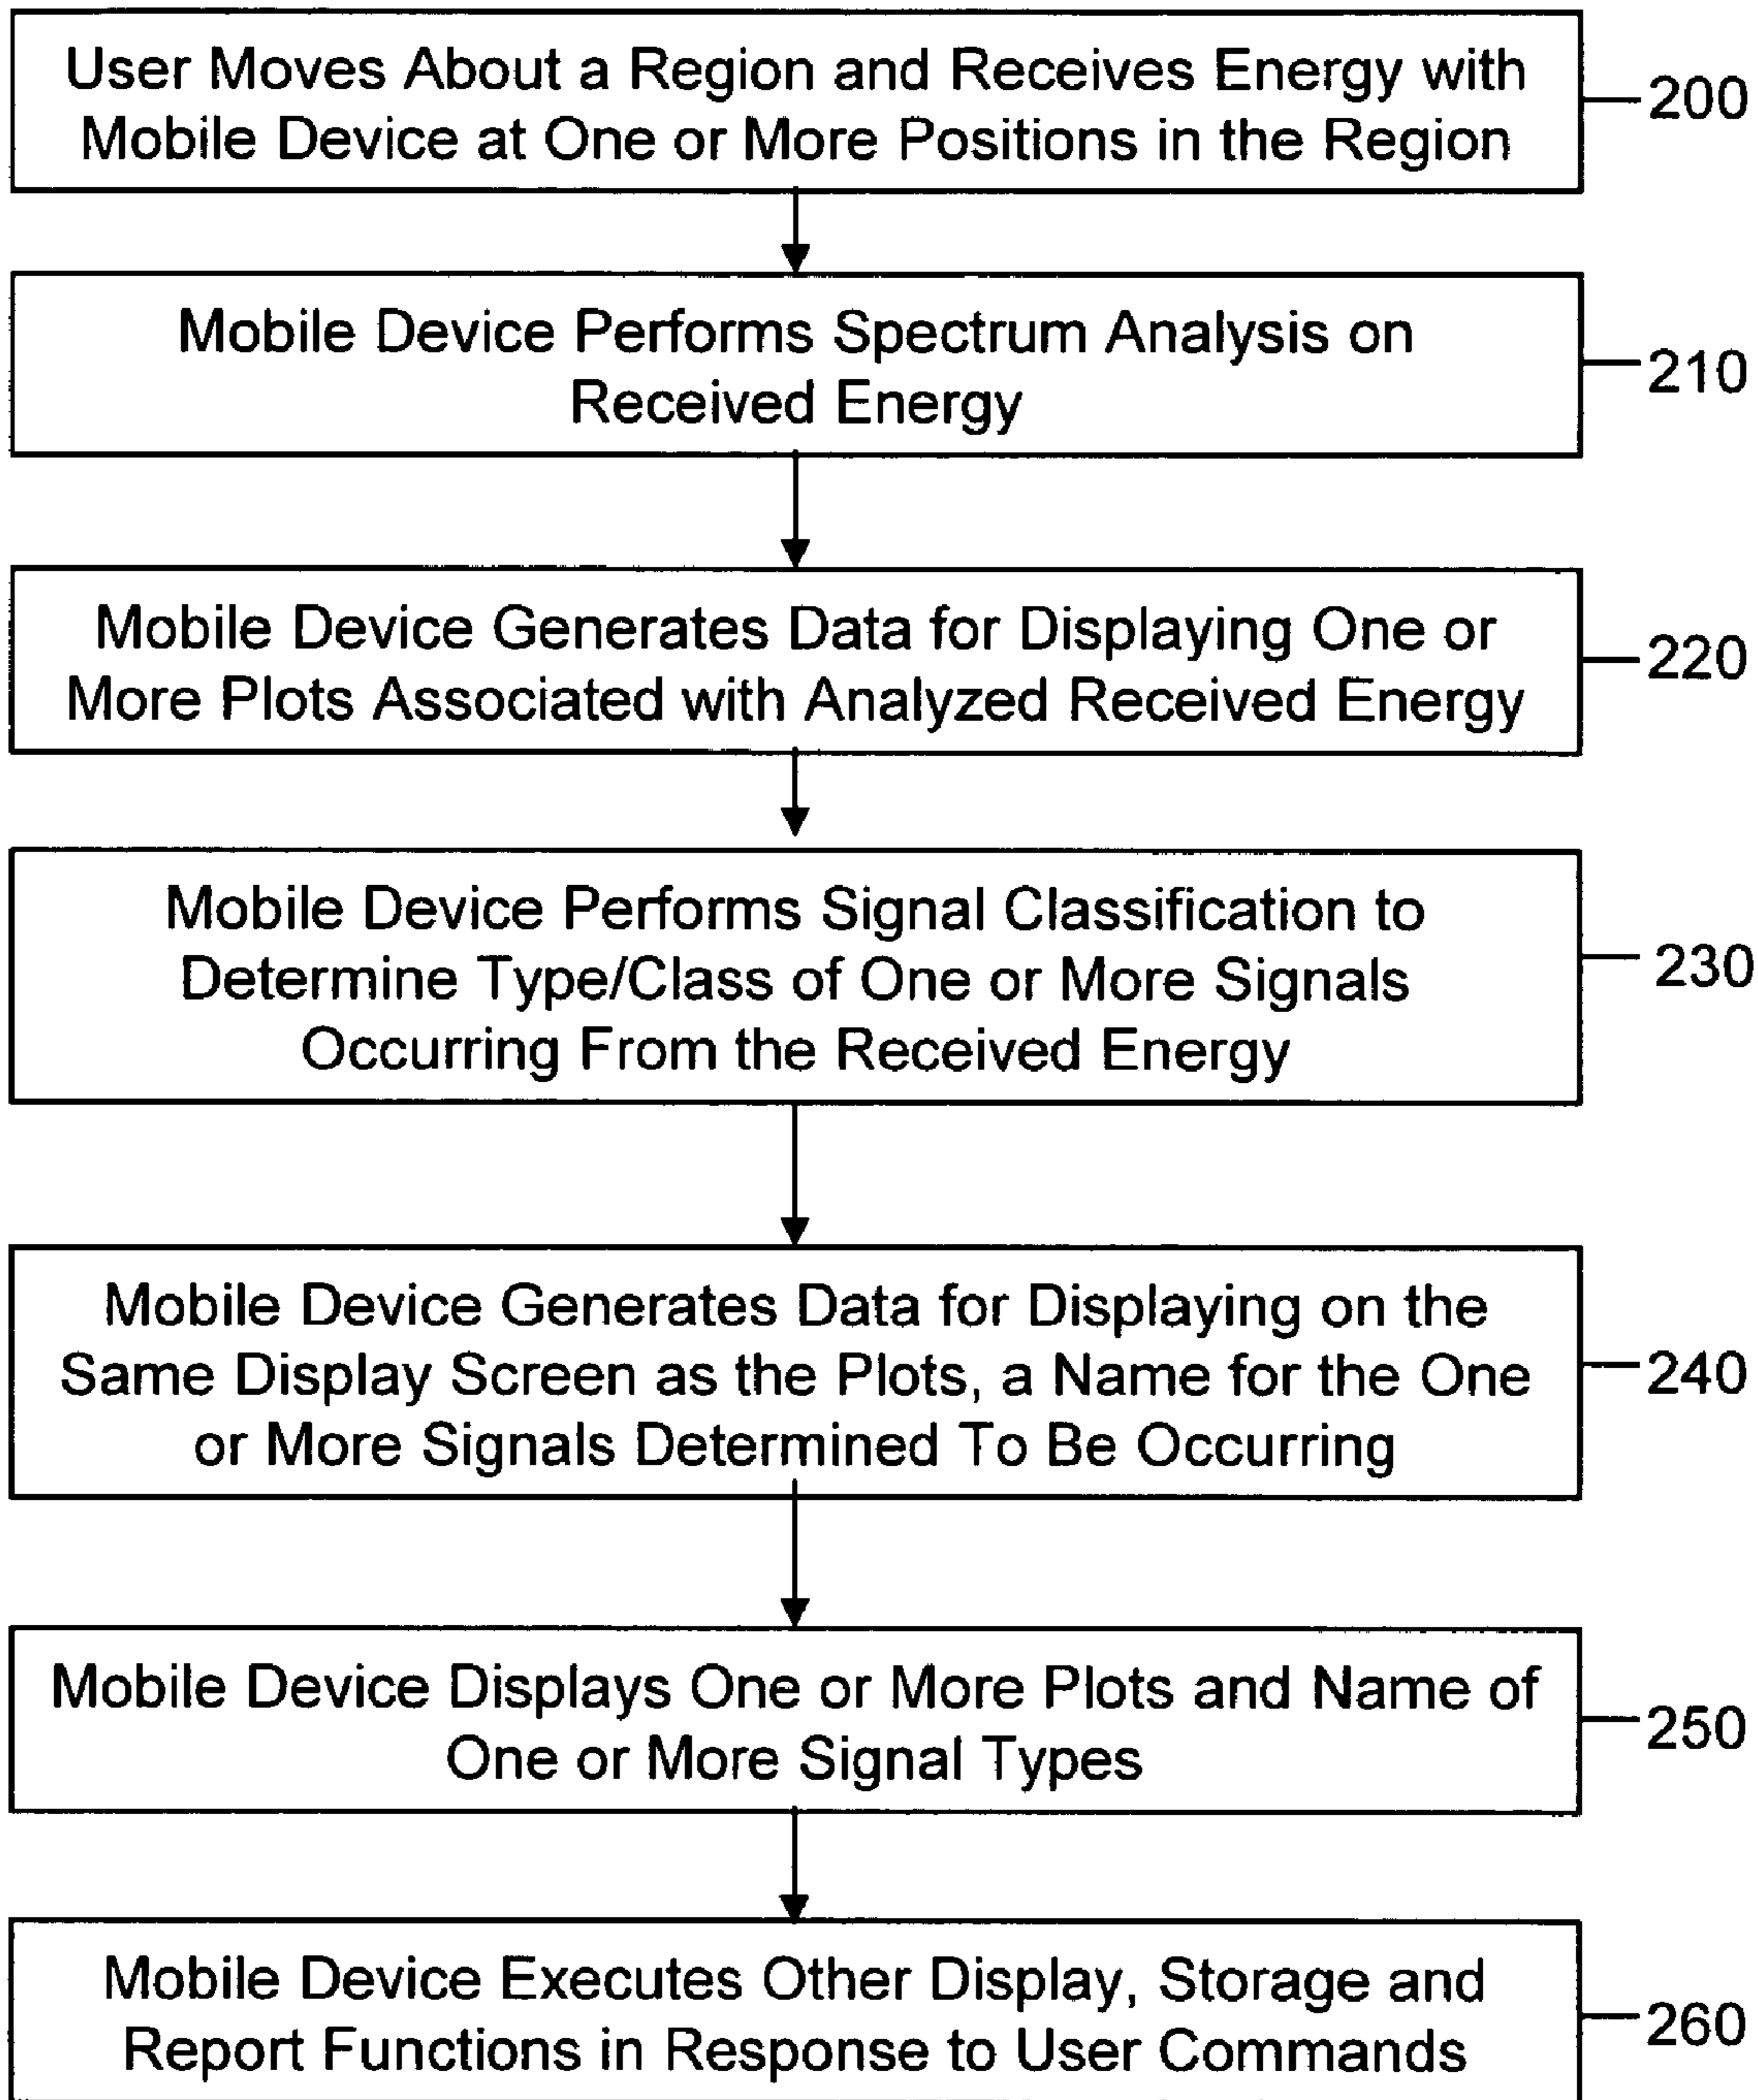 User Moves About a Region and Receives Energy with
Mobile Device at One or More Positions in the Region
200
Mobile Device Performs Spectrum Analysis on
Received Energy
210
Mobile Device Generates Data for Displaying One or
More Plots Associated with Analyzed Received Energy
220
Mobile Device Performs Signal Classification to
Determine Type/Class of One or More Signals
Occurring From the Received Energy
230
Mobile Device Generates Data for Displaying on the
Same Display Screen as the Plots, a Name for the One
or More Signals Determined To Be Occurring
240
Mobile Device Displays One or More Plots and Name of
One or More Signal Types
250
Mobile Device Executes Other Display, Storage and
Report Functions in Response to User Commands
260